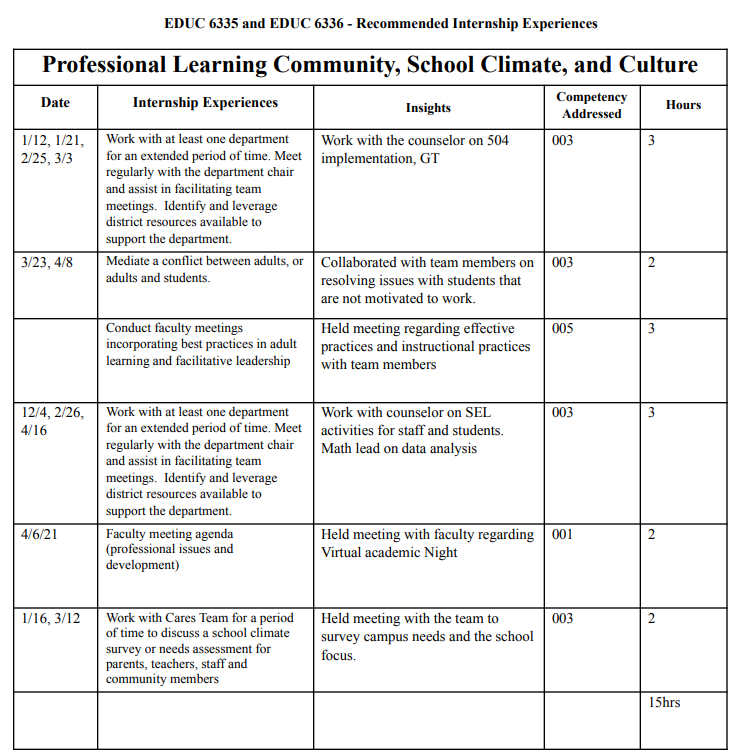 EDUC 6335 and EDUC 6336 - Recommended Internship Experiences
Professional Learning Community, School Climate, and Culture
Date
Internship Experiences
Insights
Competency
Addressed
Hours
1/12, 1/21,
2/25, 3/3
Work with at least one department
for an extended period of time. Meet
regularly with the department chair
and assist in facilitating team
meetings. Identify and leverage
district resources available to
support the department.
Work with the counselor on 504
implementation, GT
003
3
3/23, 4/8
Mediate a conflict between adults, or
adults and students.
Collaborated with team members on
resolving issues with students that
are not motivated to work.
003
2
Conduct faculty meetings
incorporating best practices in adult
learning and facilitative leadership
Held meeting regarding effective
practices and instructional practices
with team members
005
3
12/4, 2/26,
4/16
Work with at least one department
for an extended period of time. Meet
regularly with the department chair
and assist in facilitating team
meetings. Identify and leverage
district resources available to
support the department.
Work with counselor on SEL
activities for staff and students.
Math lead on data analysis
003
3
4/6/21
Faculty meeting agenda
(professional issues and
development)
Held meeting with faculty regarding
Virtual academic Night
001
2
1/16, 3/12
Work with Cares Team for a period
of time to discuss a school climate
survey or needs assessment for
parents, teachers, staff and
community members
Held meeting with the team to
survey campus needs and the school
focus.
003
2
15hrs